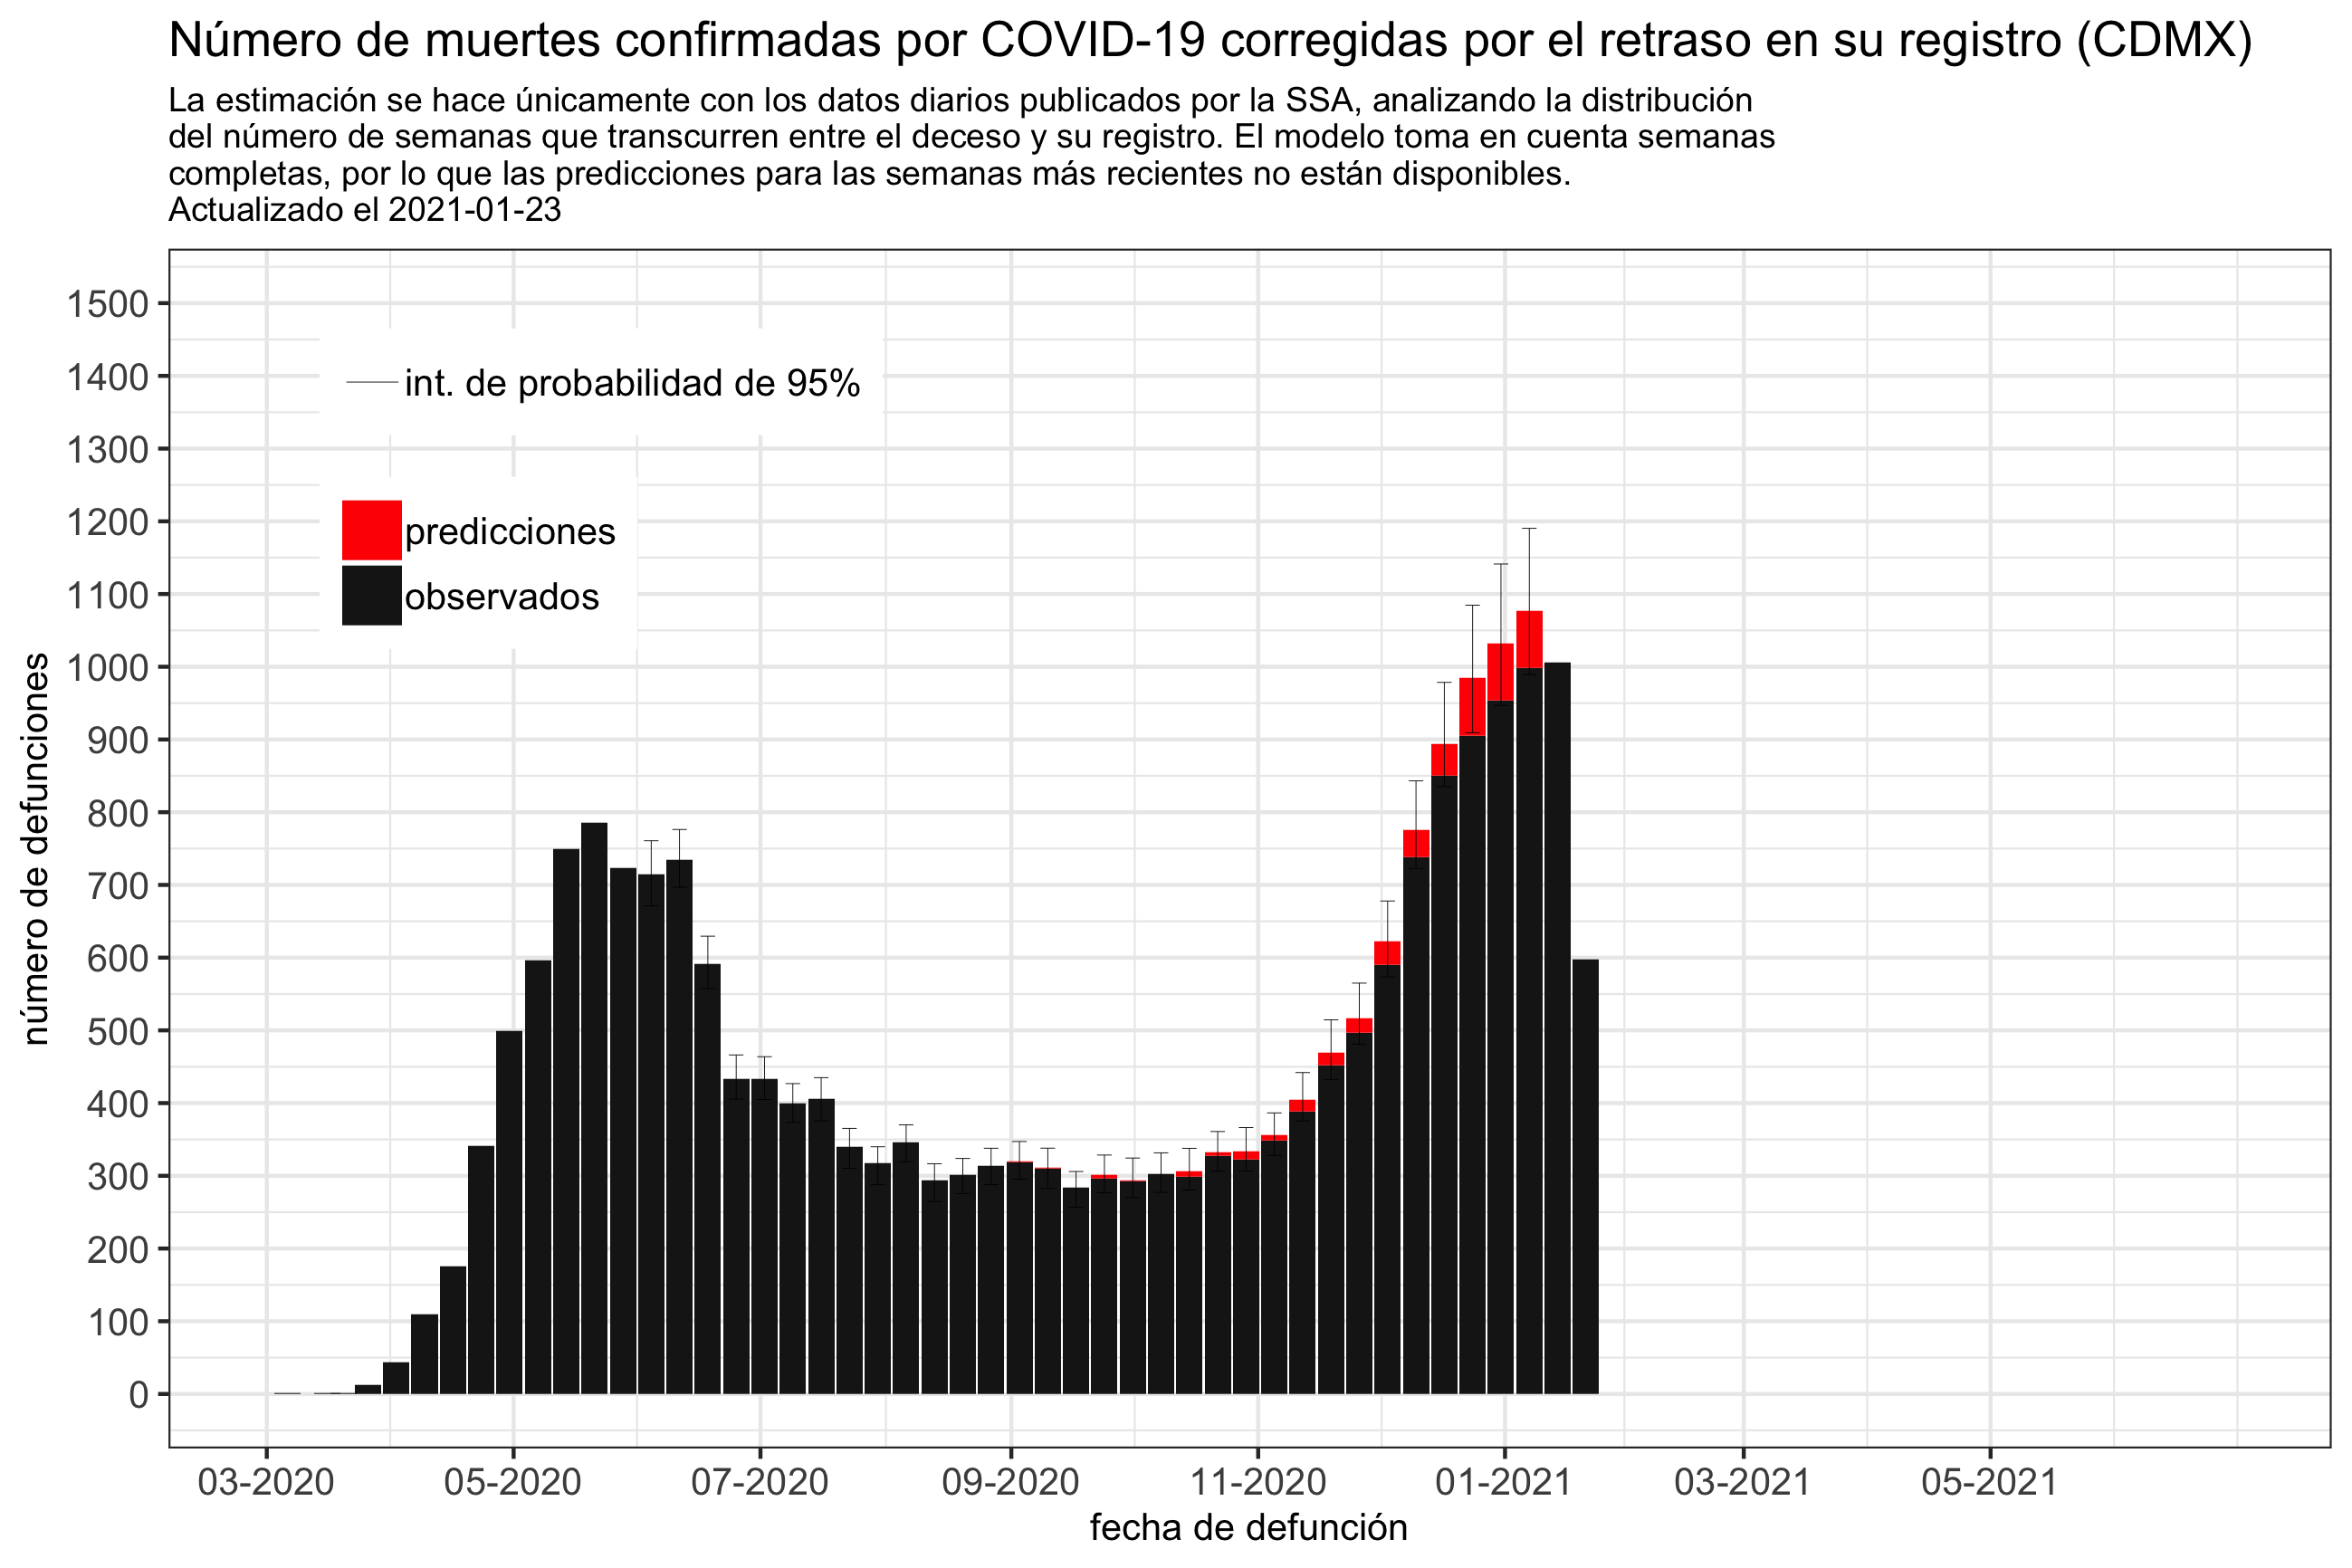 Número de muertes confirmadas por COVID-19 corregidas por el retraso en su registro (CDMX)
La estimación se hace únicamente con los datos diarios publicados por la SSA, analizando la distribución
del número de semanas que transcurren entre el deceso y su registro. El modelo toma en cuenta semanas
completas, por lo que las predicciones para las semanas más recientes no están disponibles.
Actualizado el 2021-01-23
1500
1400
1300
1200
1100
1000
900
800
700
600
500
400
300
200
100
0
número de defunciones
int. de probabilidad de 95%
predicciones
observados
03-2020 05-2020 07-2020 09-2020 11-2020 01-2021 03-2021 05-2021
fecha de defunción